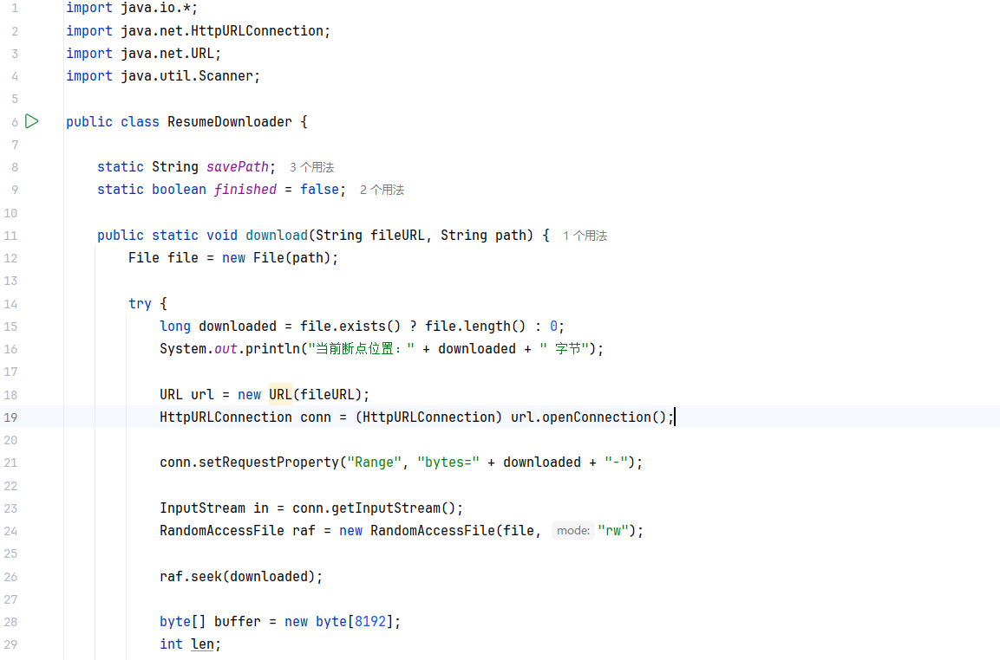 1 import java.io.*;
2 import java.net.HttpURLConnection;
3 import java.net.URL;
4 import java.util.Scanner;
5
6 public class ResumeDownloader {
7
8 static String savePath; 3 个用法
9 static boolean finished = false; 2 个用法
10
11 public static void download(String fileURL, String path) { 1 个用法
12 File file = new File(path);
13
14 try {
15 long downloaded = file.exists() ? file.length() : 0;
16 System.out.println("当前断点位置：" + downloaded + " 字节");
17
18 URL url = new URL(fileURL);
19 HttpURLConnection conn = (HttpURLConnection) url.openConnection();
20
21 conn.setRequestProperty("Range", "bytes=" + downloaded + "-");
22
23 InputStream in = conn.getInputStream();
24 RandomAccessFile raf = new RandomAccessFile(file, mode: "rw");
25
26 raf.seek(downloaded);
27
28 byte[] buffer = new byte[8192];
29 int len;